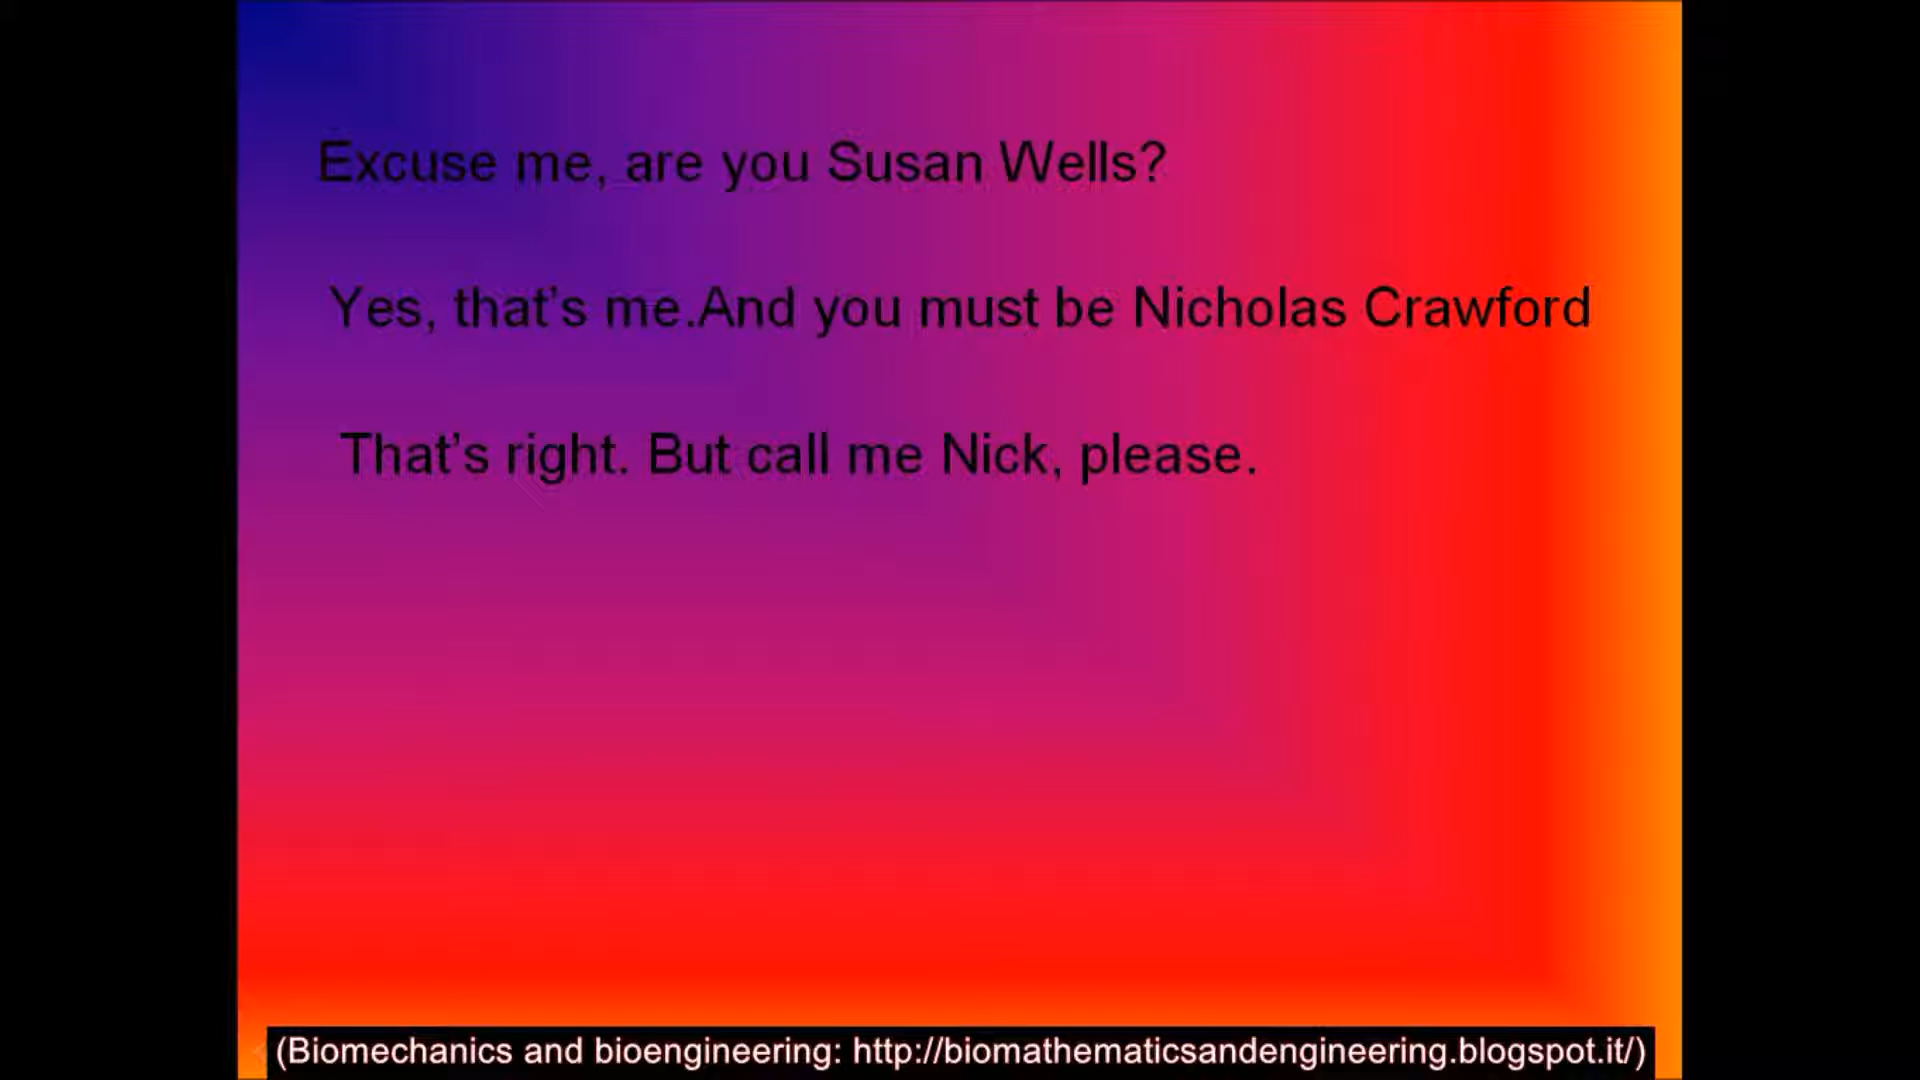 Excuse me, are you Susan Wells?
Yes, that’s me.And you must be Nicholas Crawford
That’s right. But call me Nick, please.
(Biomechanics and bioengineering: http://biomathematicsandengineering.blogspot.it/)